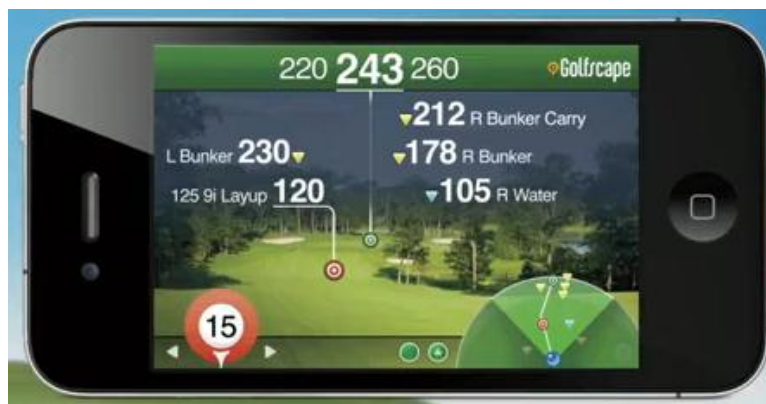 220 243 260
Golfscape
212 R Bunker Carry
L Bunker 230
178 R Bunker
125 9i Layup 120
105 R Water
15